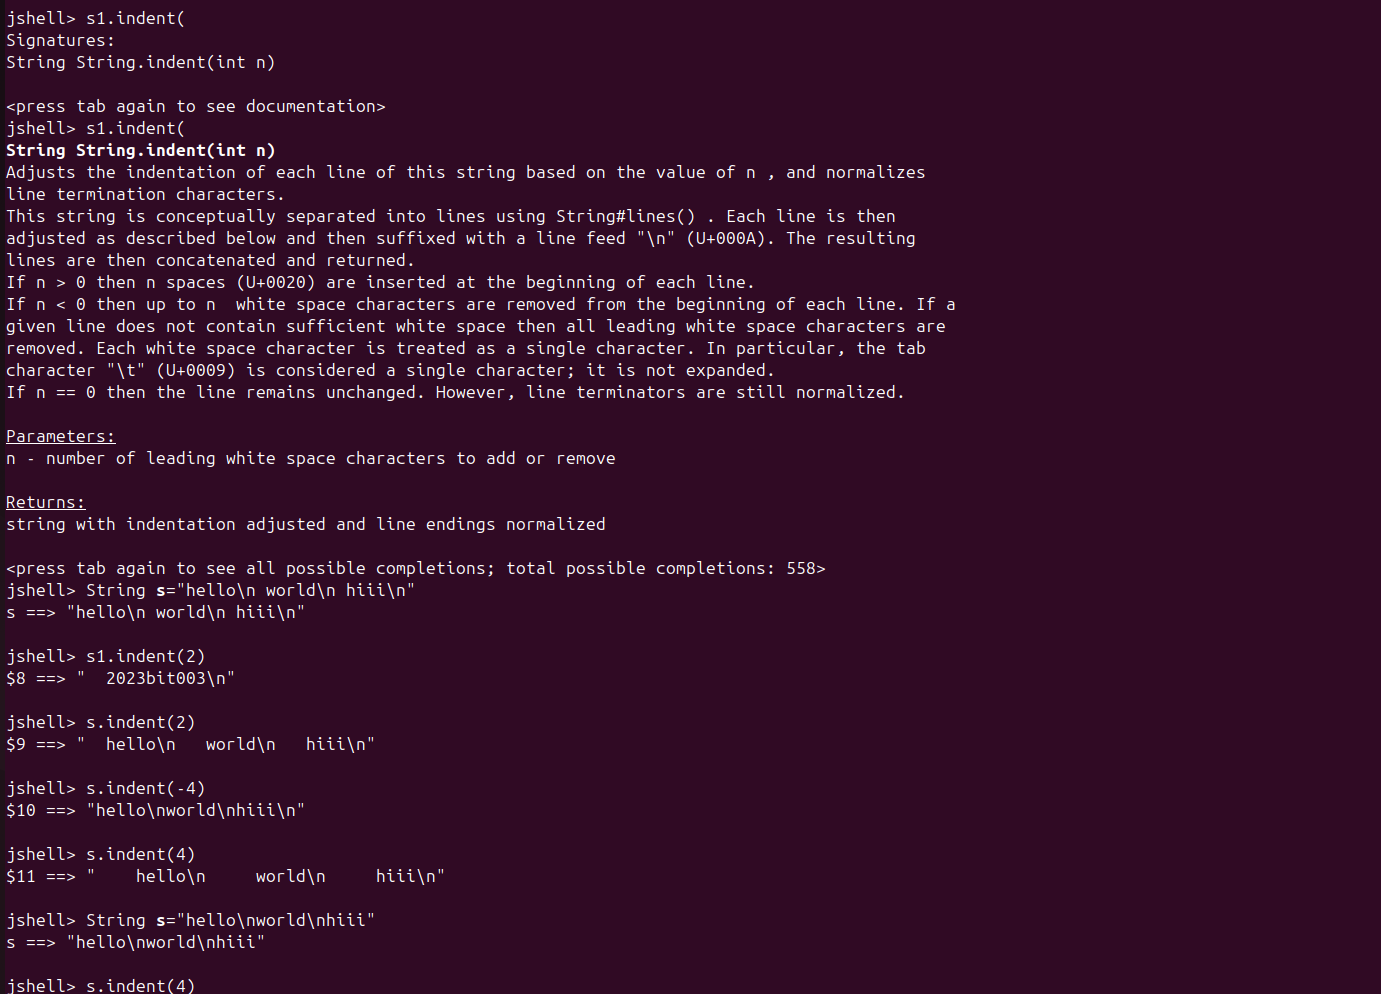 jshell> s1.indent(
Signatures:
String String.indent(int n)

<press tab again to see documentation>
jshell> s1.indent(
String String.indent(int n)
Adjusts the indentation of each line of this string based on the value of n , and normalizes
line termination characters.
This string is conceptually separated into lines using String#lines() . Each line is then
adjusted as described below and then suffixed with a line feed "\n" (U+000A). The resulting
lines are then concatenated and returned.
If n > 0 then n spaces (U+0020) are inserted at the beginning of each line.
If n < 0 then up to n  white space characters are removed from the beginning of each line. If a
given line does not contain sufficient white space then all leading white space characters are
removed. Each white space character is treated as a single character. In particular, the tab
character "\t" (U+0009) is considered a single character; it is not expanded.
If n == 0 then the line remains unchanged. However, line terminators are still normalized.

Parameters:
n - number of leading white space characters to add or remove

Returns:
string with indentation adjusted and line endings normalized

<press tab again to see all possible completions; total possible completions: 558>
jshell> String s="hello\n world\n hiii\n"
s ==> "hello\n world\n hiii\n"

jshell> s1.indent(2)
$8 ==> "  2023bit003\n"

jshell> s.indent(2)
$9 ==> "  hello\n   world\n   hiii\n"

jshell> s.indent(-4)
$10 ==> "hello\nworld\nhiii\n"

jshell> s.indent(4)
$11 ==> "    hello\n     world\n     hiii\n"

jshell> String s="hello\nworld\nhiii"
s ==> "hello\nworld\nhiii"

jshell> s.indent(4)